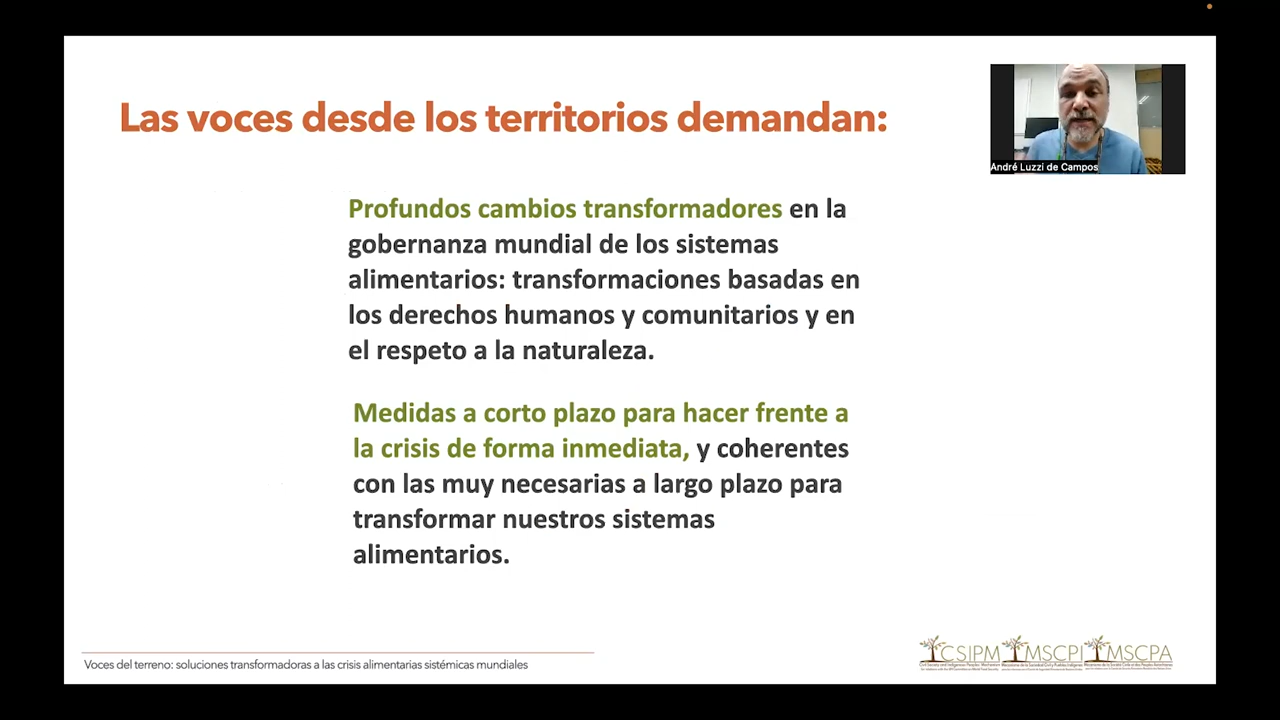 Las voces desde los territorios demandan:
André Luzzi de Campos
Profundos cambios transformadores en la
gobernanza mundial de los sistemas
alimentarios: transformaciones basadas en
los derechos humanos y comunitarios y en
el respeto a la naturaleza.
Medidas a corto plazo para hacer frente a
la crisis de forma inmediata, y coherentes
con las muy necesarias a largo plazo para
transformar nuestros sistemas
alimentarios.
Voces del terreno: soluciones transformadoras a las crisis alimentarias sistémicas mundiales
CSIPM MSCPI MSCPA